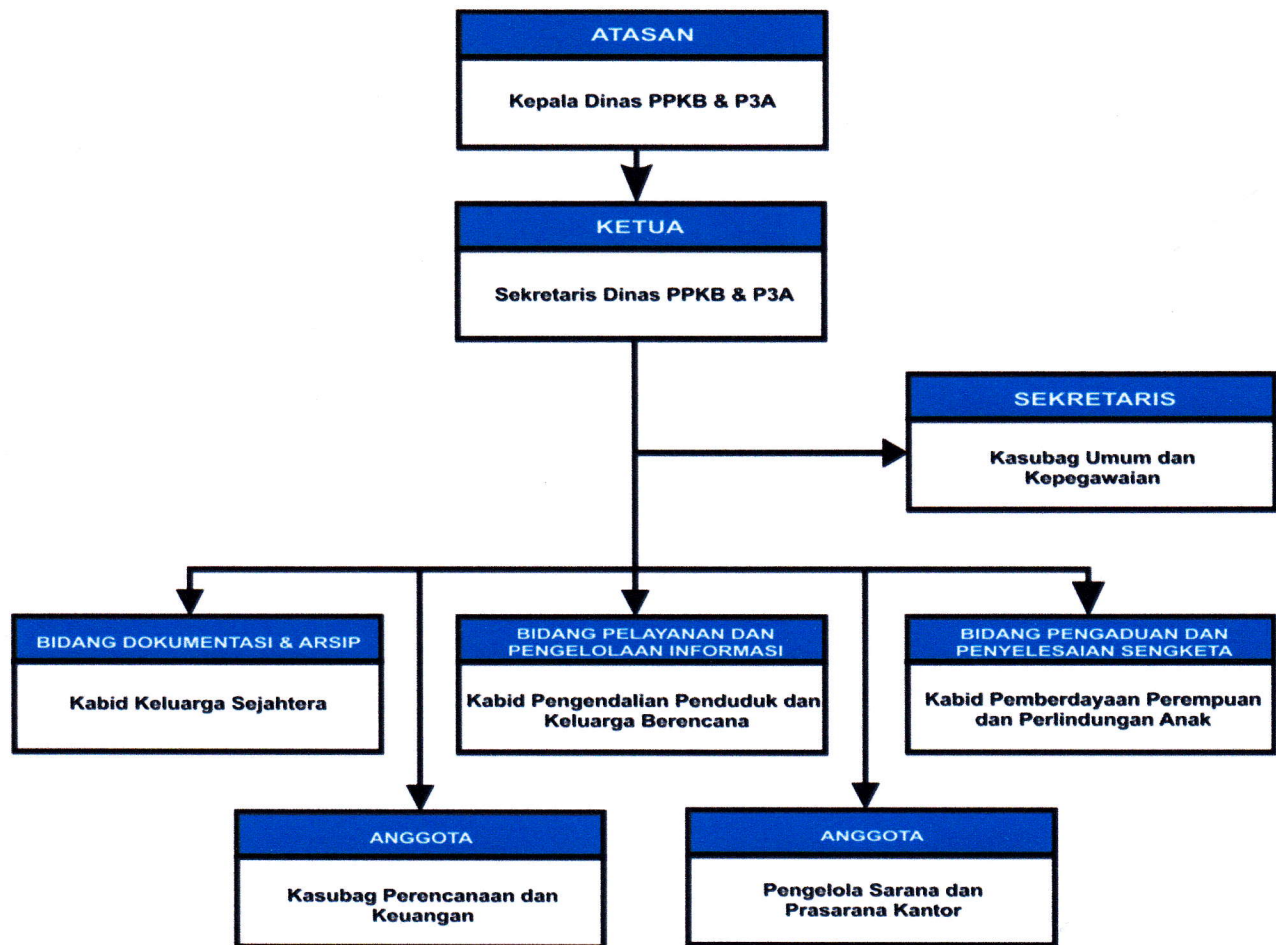 ATASAN
Kepala Dinas PPKB & P3A
KETUA
Sekretaris Dinas PPKB & P3A
SEKRETARIS
Kasubag Umum dan
Kepegawaian
BIDANG DOKUMENTASI & ARSIP
Kabid Keluarga Sejahtera
BIDANG PELAYANAN DAN
PENGELOLAAN INFORMASI
Kabid Pengendalian Penduduk dan
Keluarga Berencana
BIDANG PENGADUAN DAN
PENYELESAIAN SENGKETA
Kabid Pemberdayaan Perempuan
dan Perlindungan Anak
ANGGOTA
Kasubag Perencanaan dan
Keuangan
ANGGOTA
Pengelola Sarana dan
Prasarana Kantor